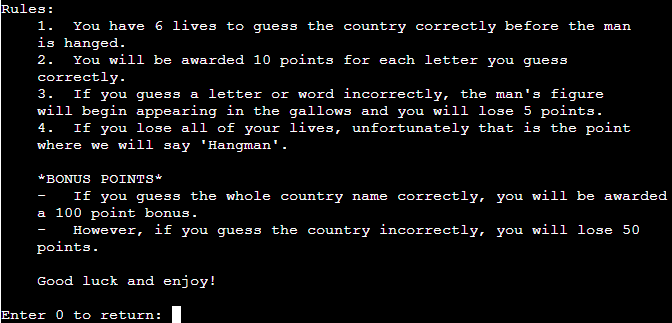 Rules:
1. You have 6 lives to guess the country correctly before the man
is hanged.
2. You will be awarded 10 points for each letter you guess
correctly.
3. If you guess a letter or word incorrectly, the man's figure
will begin appearing in the gallows and you will lose 5 points.
4. If you lose all of your lives, unfortunately that is the point
where we will say 'Hangman'.
*BONUS POINTS*
- If you guess the whole country name correctly, you will be awarded
a 100 point bonus.
- However, if you guess the country incorrectly, you will lose 50
points.
Good luck and enjoy!
Enter 0 to return: